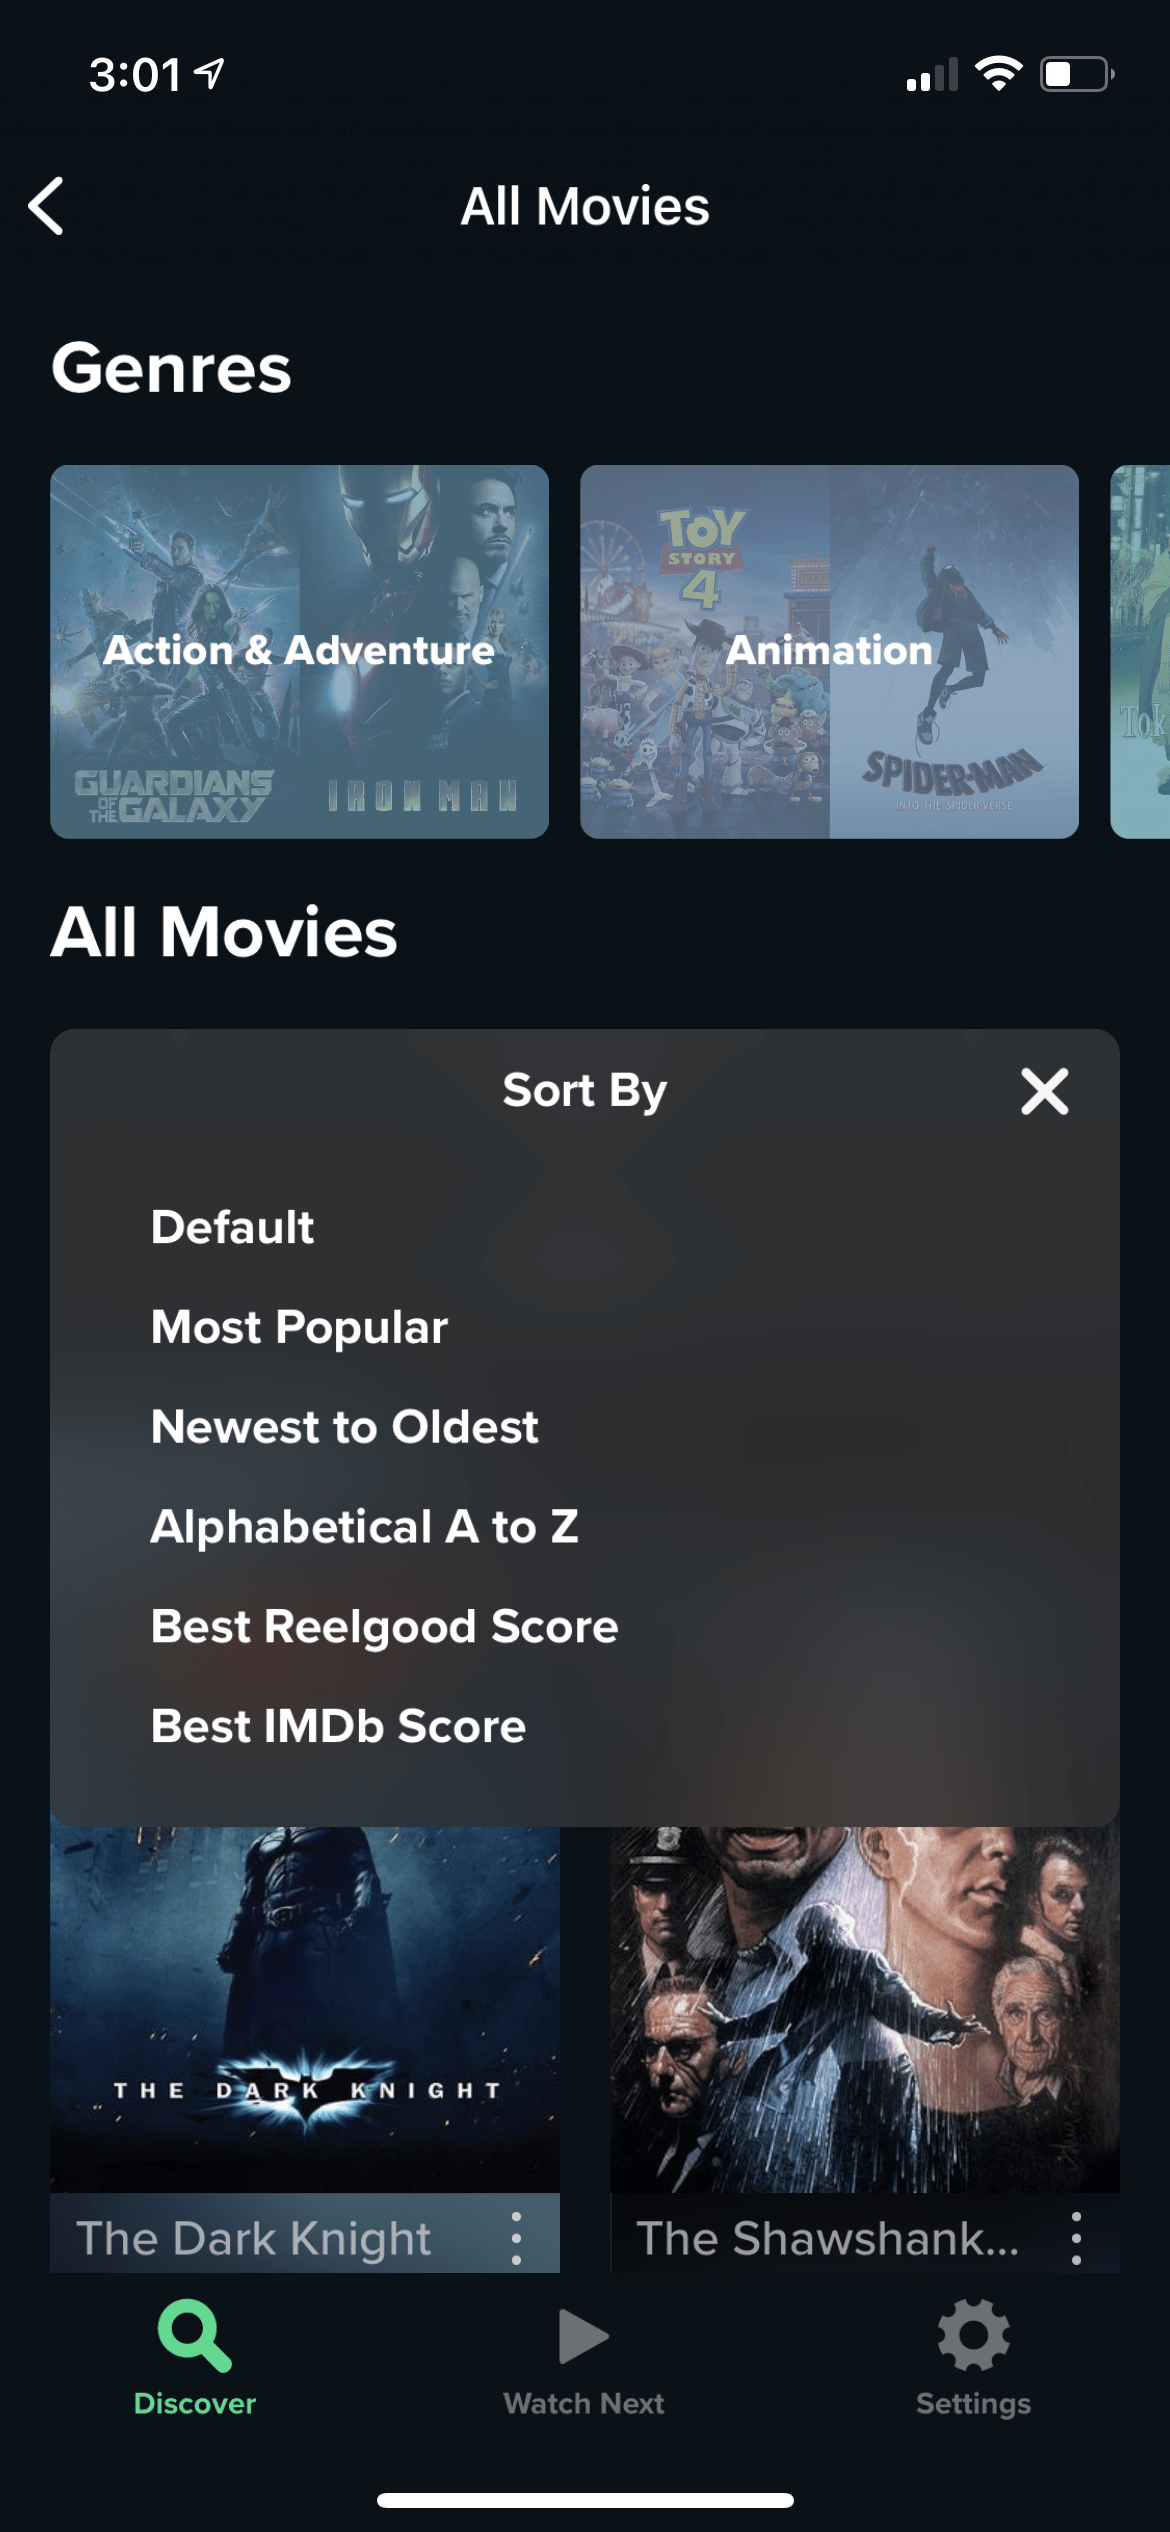 3:01
All Movies
Genres
Action & Adventure
GUARDIANS
OF THE GALAXY
IRON MAN
Animation
TOY
STORY
4
SPIDER-MAN
INTO THE SPIDER-VERSE
Tok
All Movies
Sort By
Default
Most Popular
Newest to Oldest
Alphabetical A to Z
Best Reelgood Score
Best IMDb Score
THE DARK KNIGHT
The Dark Knight
The Shawshank...
Discover
Watch Next
Settings